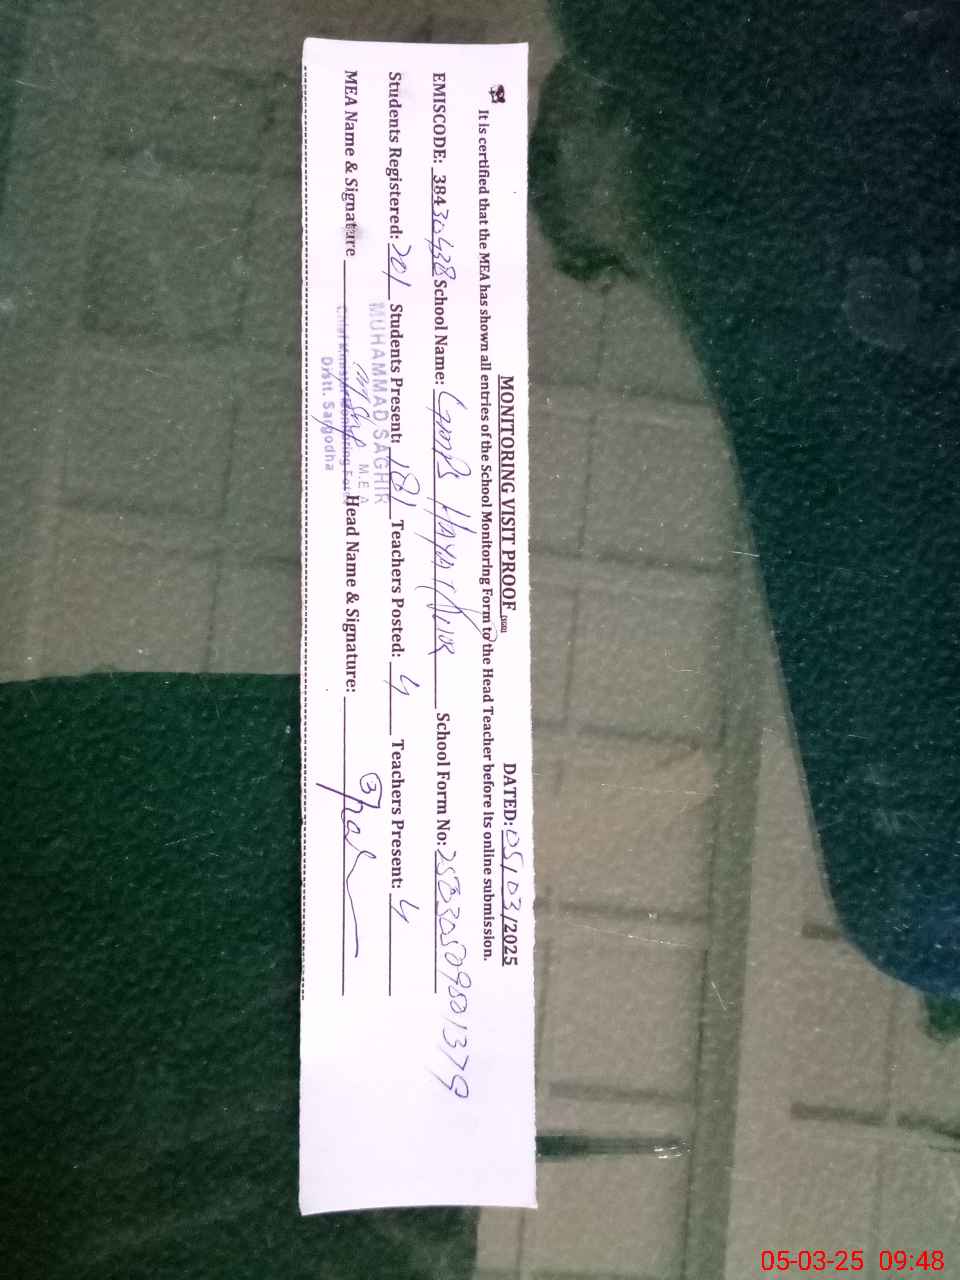 MONITORING VISIT PROOF DATED: 05/03/2025
It is certified that the MEA has shown all entries of the School Monitoring Form to the Head Teacher before its online submission.
EMISCODE: 38430438 School Name: GMPS HAYAT School Form No: 25030509501379
Students Registered: 201 Students Present: 181 Teachers Posted: 4 Teachers Present: 4
MUHAMMAD SAGHIR
M.E.A
MEA Name & Signature Head Name & Signature:
Distt. Sargodha
05-03-25 09:48